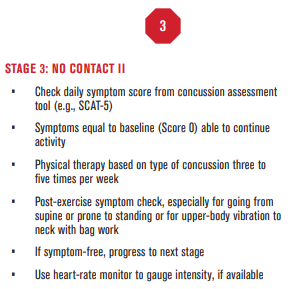 3
STAGE 3: NO CONTACT II
▪ Check daily symptom score from concussion assessment
tool (e.g., SCAT-5)
▪ Symptoms equal to baseline (Score 0) able to continue
activity
▪ Physical therapy based on type of concussion three to
five times per week
▪ Post-exercise symptom check, especially for going from
supine or prone to standing or for upper-body vibration to
neck with bag work
▪ If symptom-free, progress to next stage
▪ Use heart-rate monitor to gauge intensity, if available